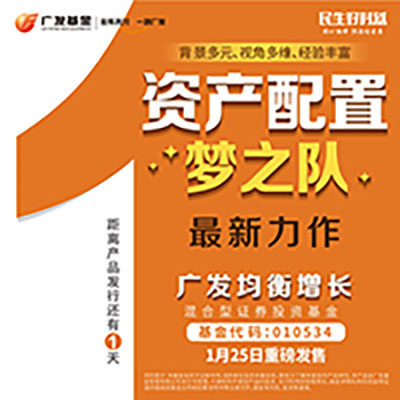 广发基金
民生好时城
背景多元、视角多维、经验丰富
资产配置
梦之队
最新力作
广发均衡增长
混合型证券投资基金
基金代码:010534
1月25日重磅发售
距离产品发行还有1天